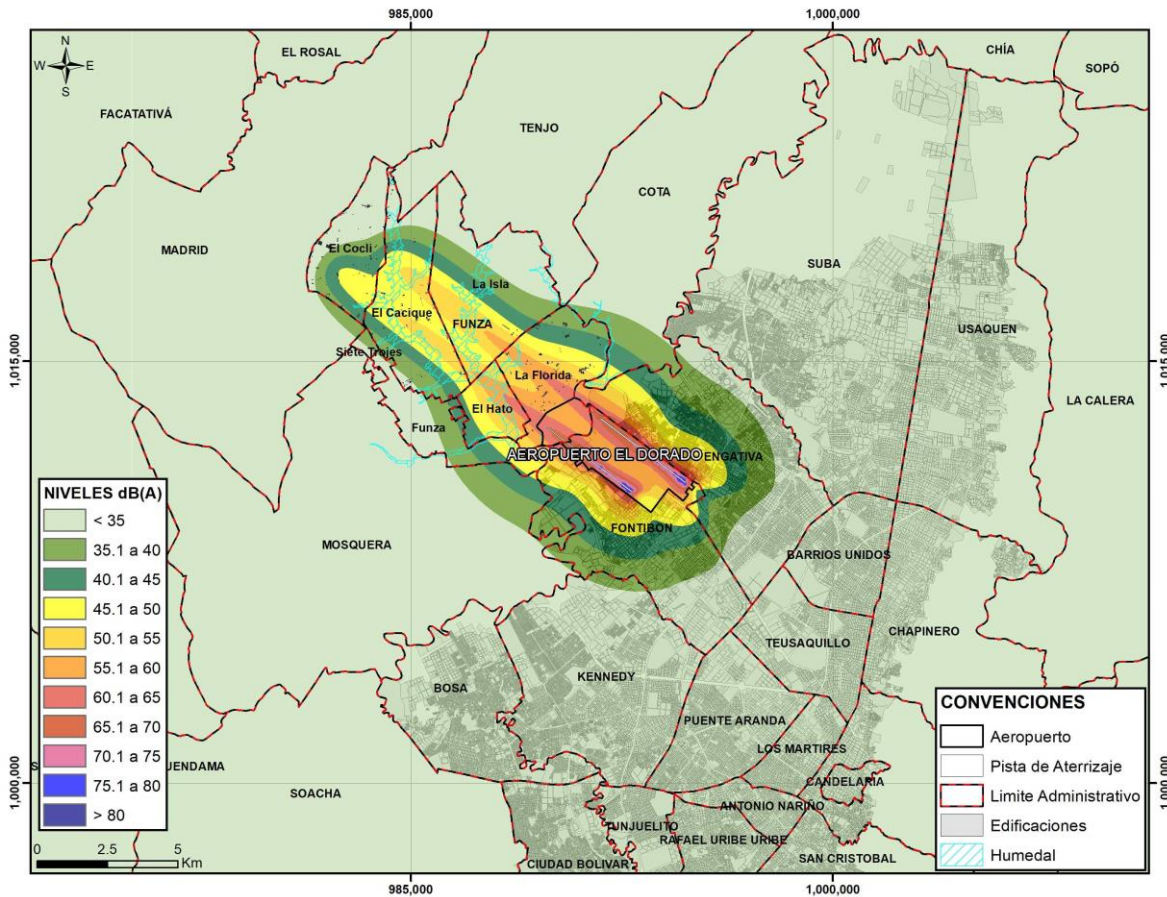 985,000
1,000,000
N
W E
S
EL ROSAL
CHÍA
SOPÓ
FACATATIVÁ
TENJO
COTA
MADRID
SUBA
El Cocli
La Isla
USAQUEN
El Cacique
FUNZA
1,015,000
1,015,000
Siete Trojes
La Florida
LA CALERA
El Hato
Funza
AEROPUERTO EL DORADO
ENGATIVA
FONTIBON
MOSQUERA
BARRIOS UNIDOS
TEUSAQUILLO
CHAPINERO
KENNEDY
BOSA
PUENTE ARANDA
LOS MARTIRES
CANDELARIA
1,000,000
1,000,000
UENDAMA
SOACHA
ANTONIO NARIÑO
TUNJUELITO
RAFAEL URIBE URIBE
SAN CRISTOBAL
CIUDAD BOLIVAR
NIVELES dB(A)
< 35
35.1 a 40
40.1 a 45
45.1 a 50
50.1 a 55
55.1 a 60
60.1 a 65
65.1 a 70
70.1 a 75
75.1 a 80
> 80
0 2.5 5
Km
CONVENCIONES
Aeropuerto
Pista de Aterrizaje
Limite Administrativo
Edificaciones
Humedal
985,000
1,000,000